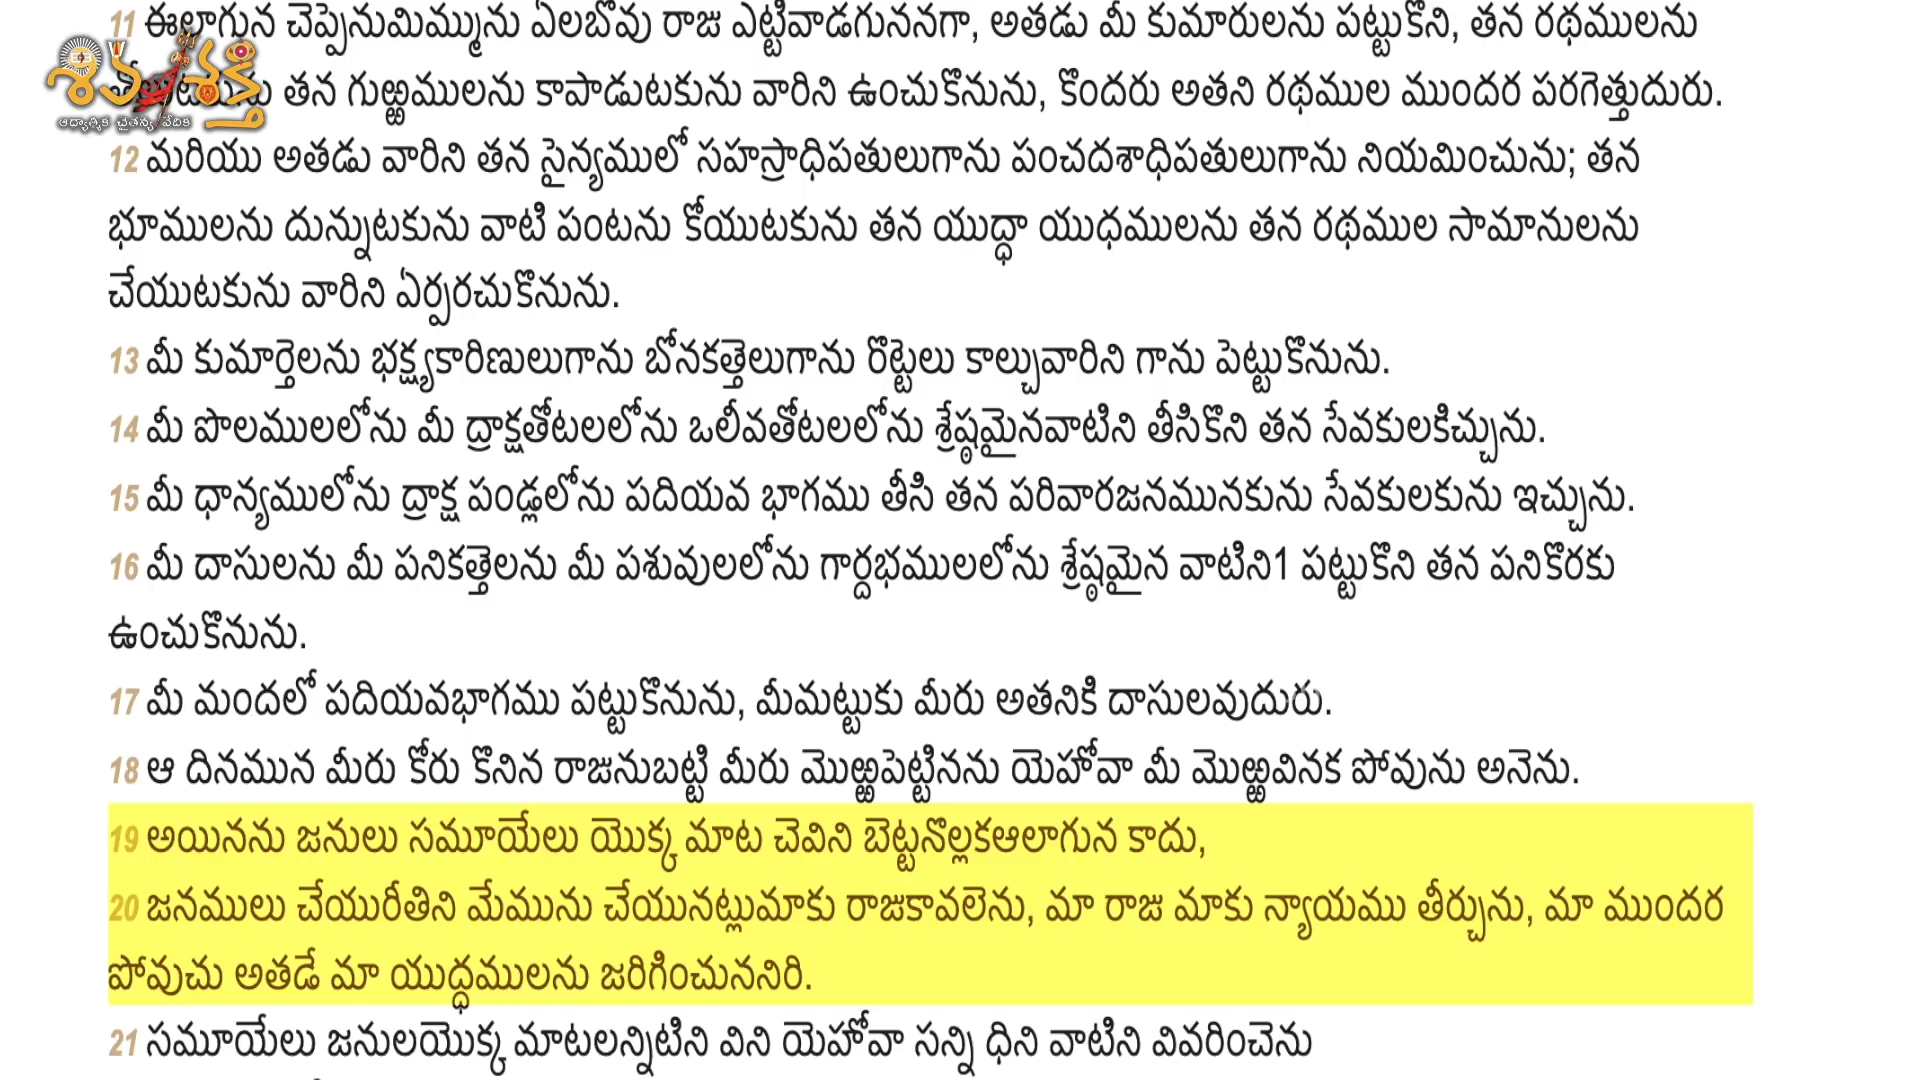 11 ఈలాగున చెప్పెనుమిమ్మును ఏలబోవు రాజు ఎట్టివాడగుననగా, అతడు మీ కుమారులను పట్టుకొని, తన రథములను
తన గుఱ్ఱములను కాపాడుటకును వారిని ఉంచుకొనును, కొందరు అతని రథముల ముందర పరగెత్తుదురు.
శివశక్తి
ఆధ్యాత్మిక చైతన్య వేదిక
12 మరియు అతడు వారిని తన సైన్యములో సహస్రాధిపతులుగాను పంచదశాధిపతులుగాను నియమించును; తన
భూములను దున్నుటకును వాటి పంటను కోయుటకును తన యుద్ధా యుధములను తన రథముల సామానులను
చేయుటకును వారిని ఏర్పరచుకొనును.
13 మీ కుమార్తెలను భక్ష్యకారిణులుగాను బోనకత్తెలుగాను రొట్టెలు కాల్చువారిని గాను పెట్టుకొనును.
14 మీ పొలములలోను మీ ద్రాక్షతోటలలోను ఒలీవతోటలలోను శ్రేష్ఠమైనవాటిని తీసికొని తన సేవకులకిచ్చును.
15 మీ ధాన్యములోను ద్రాక్ష పండ్లలోను పదియవ భాగము తీసి తన పరివారజనమునకును సేవకులకును ఇచ్చును.
16 మీ దాసులను మీ పనికత్తెలను మీ పశువులలోను గార్దభములలోను శ్రేష్ఠమైన వాటిని1 పట్టుకొని తన పనికొరకు
ఉంచుకొనును.
17 మీ మందలో పదియవభాగము పట్టుకొనును, మీమట్టుకు మీరు అతనికి దాసులవుదురు.
18 ఆ దినమున మీరు కోరు కొనిన రాజునుబట్టి మీరు మొఱ్ఱపెట్టినను యెహోవా మీ మొఱ్ఱవినక పోవును అనెను.
19 అయినను జనులు సమూయేలు యొక్క మాట చెవిని బెట్టనొల్లకఆలాగున కాదు,
20 జనములు చేయురీతిని మేమును చేయునట్లుమాకు రాజుకావలెను, మా రాజు మాకు న్యాయము తీర్చును, మా ముందర
పోవుచు అతడే మా యుద్ధములను జరిగించుననిరి.
21 సమూయేలు జనులయొక్క మాటలన్నిటిని విని యెహోవా సన్ని ధిని వాటిని వివరించెను